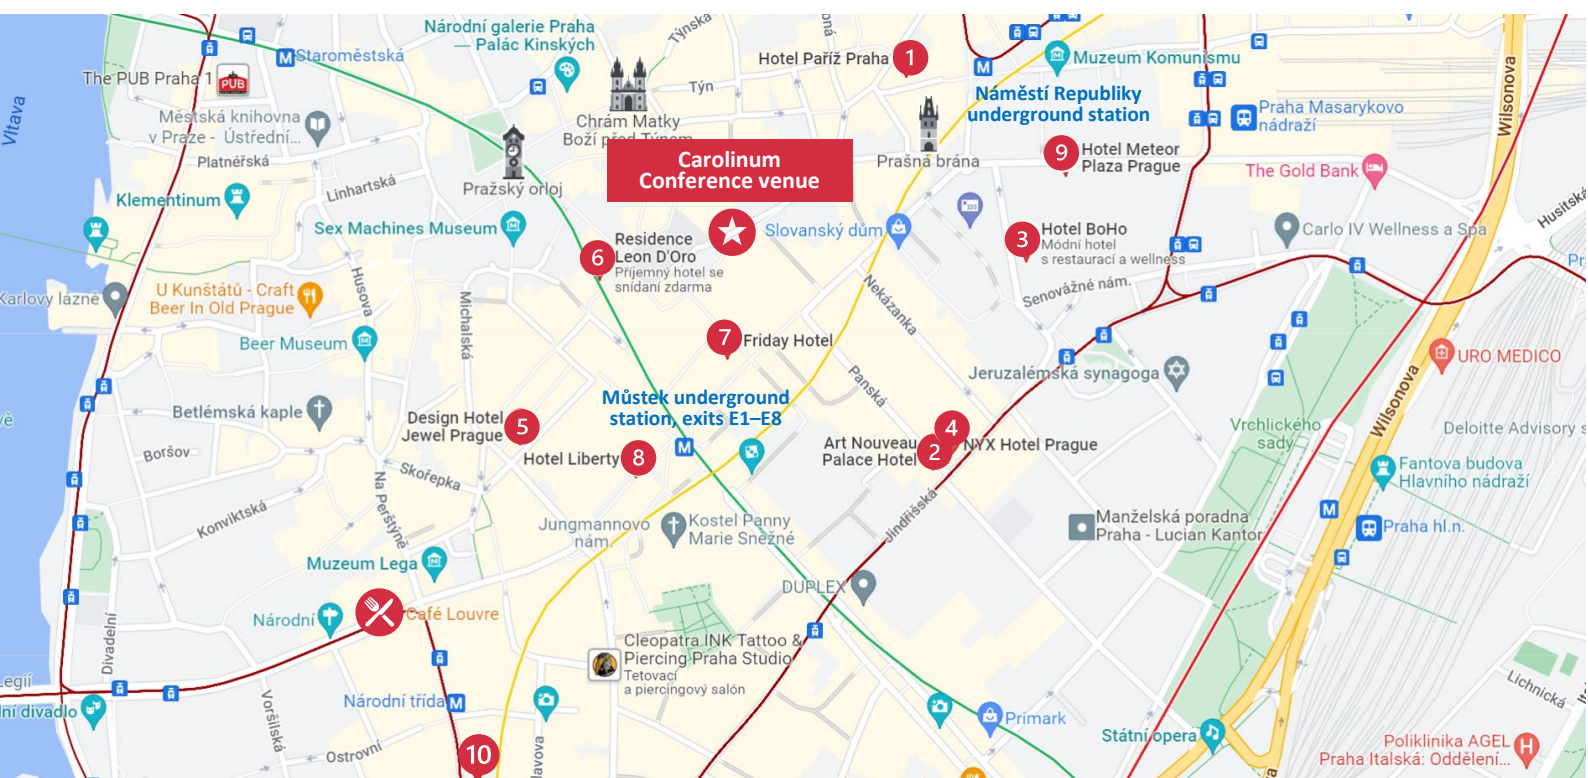 Národní galerie Praha
— Palác Kinských
Týnská
Hotel Paříž Praha
1
M
Muzeum Komunismu
Wilsonova
M
Staroměstská
The PUB Praha 1
PUB
Týn
Náměstí Republiky
underground station
Praha Masarykovo
nádraží
Vltava
Městská knihovna
v Praze - Ústřední...
Chrám Matky
Boží před Týnem
Platnéřská
Carolinum
Conference venue
Prašná brána
9
Hotel Meteor
Plaza Prague
The Gold Bank
Linhartská
Pražský orloj
Klementinum
Husitská
Sex Machines Museum
Slovanský dům
3
Hotel BoHo
Módní hotel
s restaurací a wellness
Carlo IV Wellness a Spa
6
Residence
Leon D'Oro
Příjemný hotel se
snídaní zdarma
Karlovy lázně
U Kunštátů - Craft
Beer In Old Prague
Husova
Michalská
Nekázanka
Senovážné nám.
Beer Museum
7
Friday Hotel
URO MEDICO
Panská
Jeruzalémská synagoga
Můstek underground
station, exits E1–E8
Wilsonova
Betlémská kaple
Design Hotel
Jewel Prague
5
Vrchlického
sady
Deloitte Advisory s
4
NYX Hotel Prague
Art Nouveau
Palace Hotel
2
Boršov
Hotel Liberty
8
M
Skořepka
Fantova budova
Hlavního nádraží
Na Perštýně
Konviktská
Jindřišská
Jungmannovo
nám.
Kostel Panny
Marie Sněžné
Manželská poradna
Praha - Lucian Kantor
M
Praha hl.n.
Muzeum Lega
DUPLEX
Národní
Café Louvre
Divadelní
Cleopatra INK Tattoo &
Piercing Praha Studio
Tetovací
a piercingový salón
Legií
ní divadlo
Voršilská
Národní třída
M
Primark
Lichnická
Státní opera
Ostrovní
10
lavova
Poliklinika AGEL
Praha Italská: Oddělení...
H